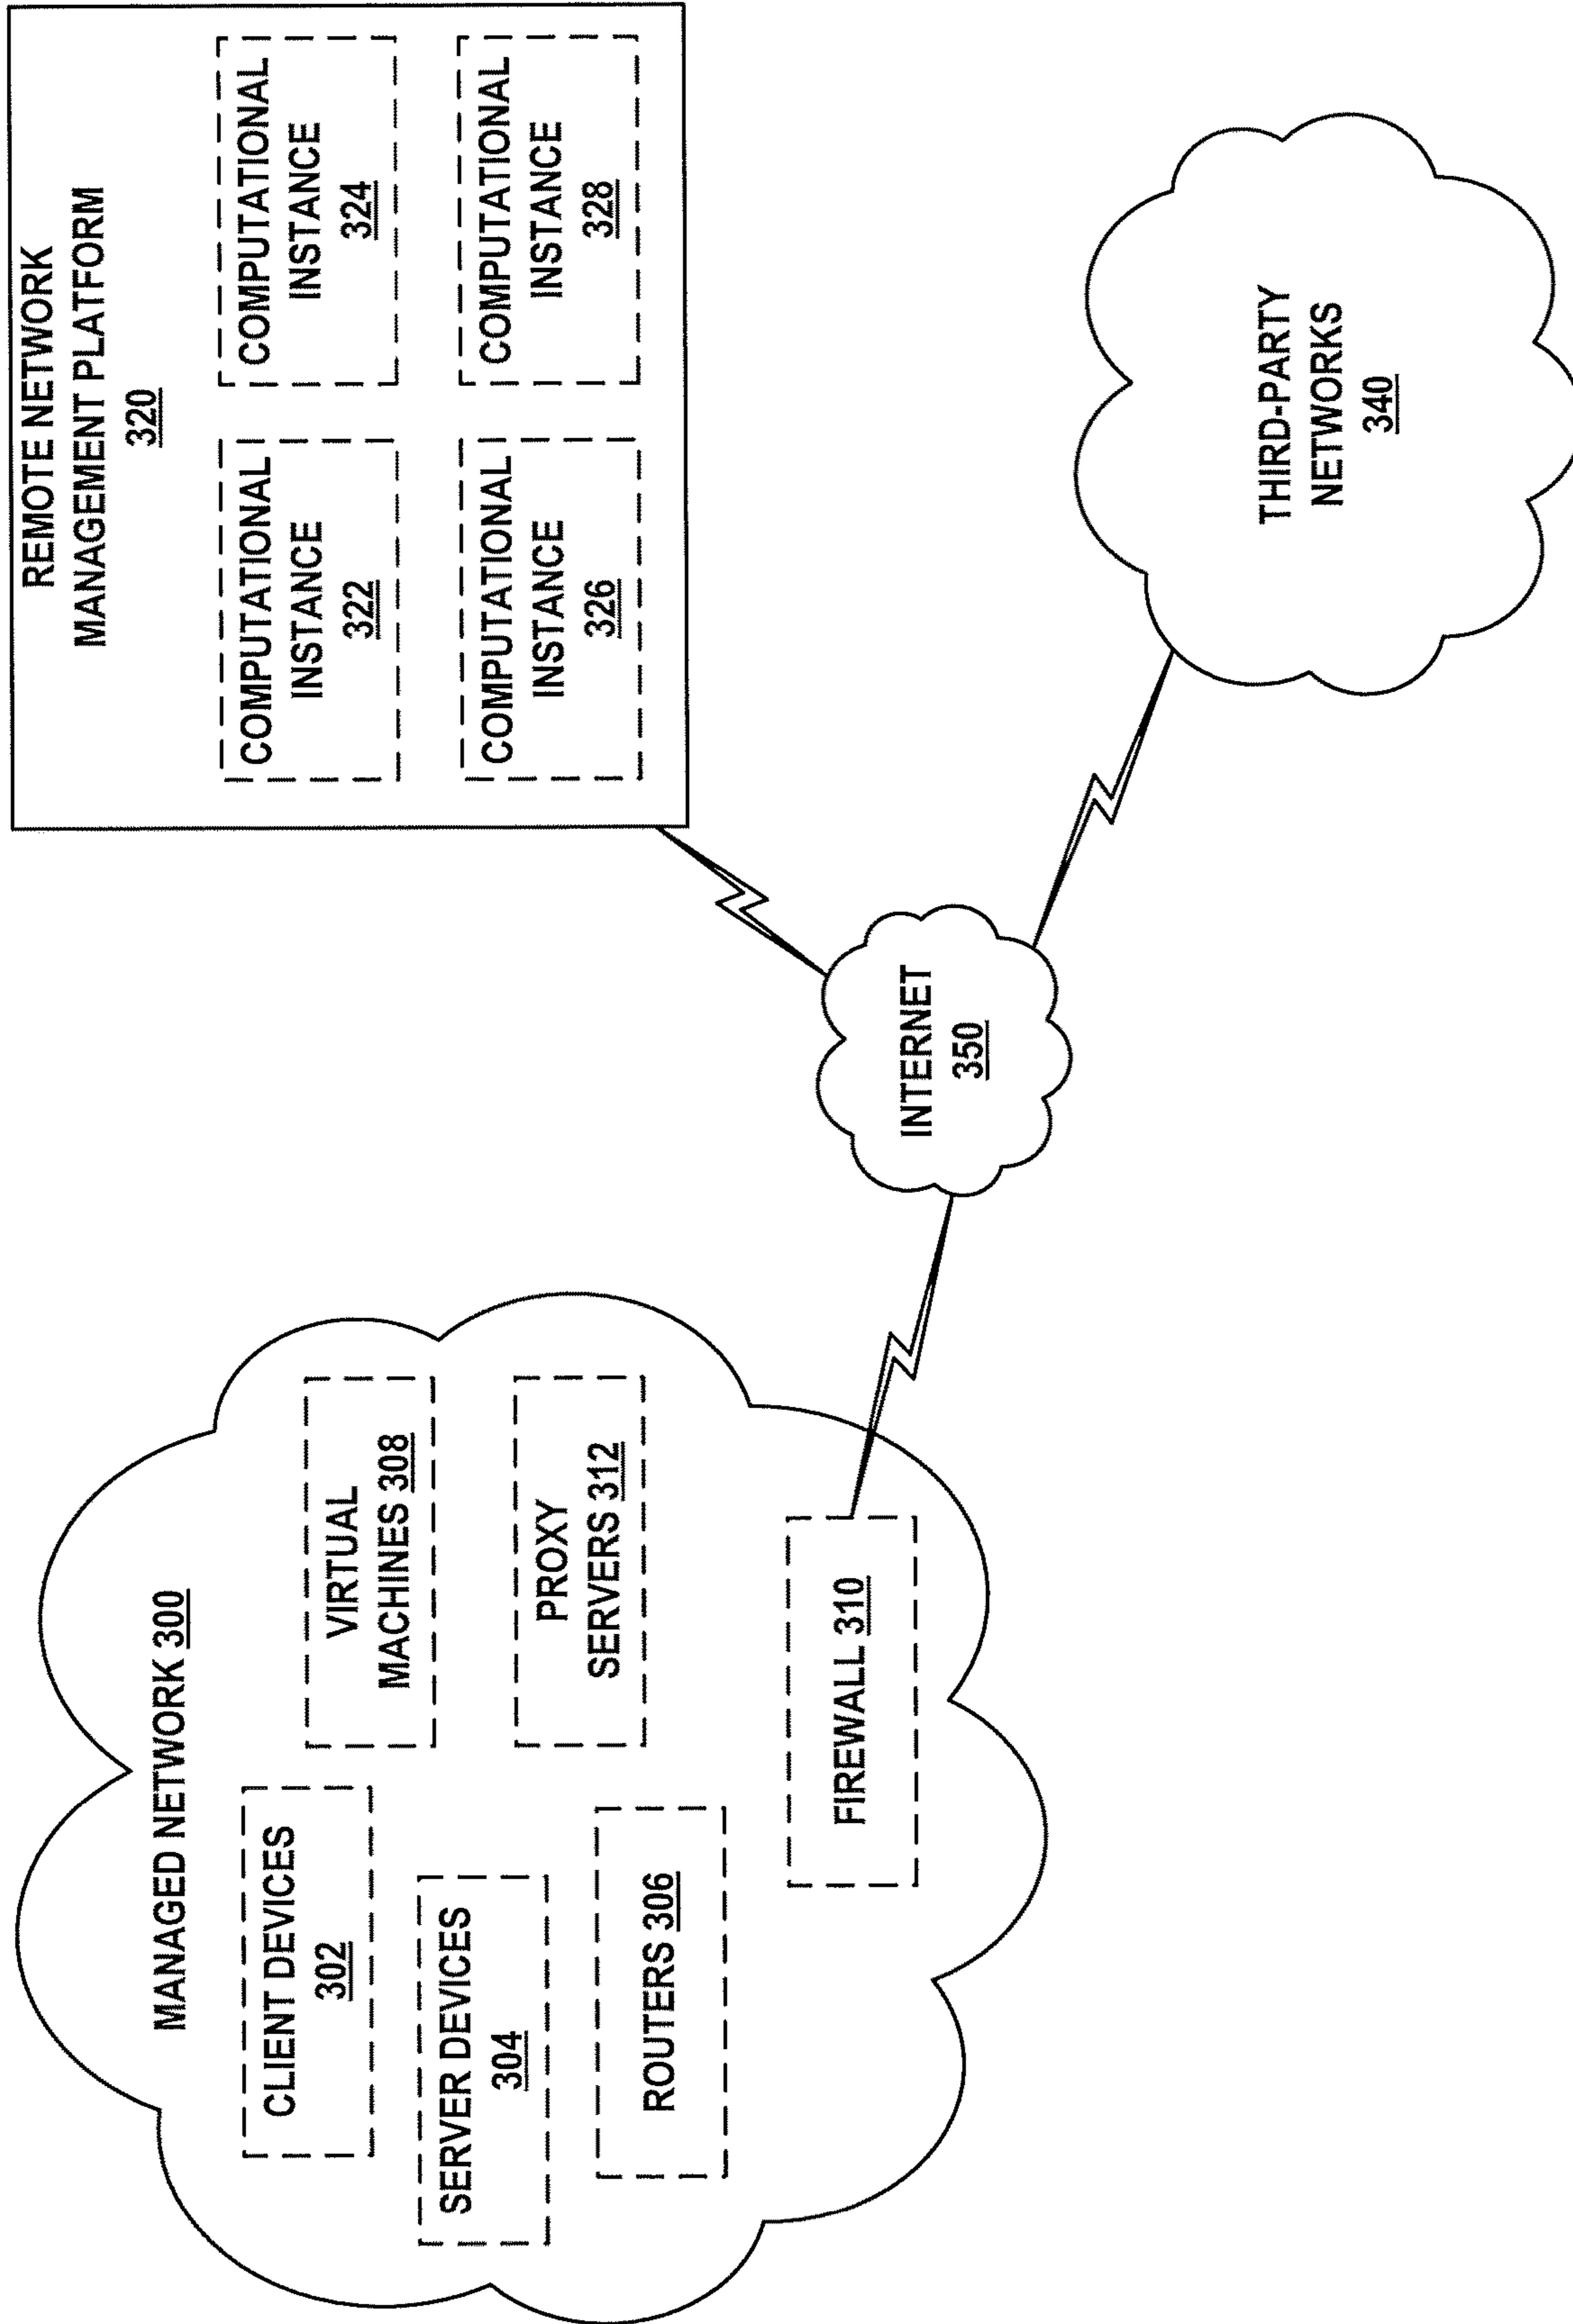 MANAGED NETWORK 300
CLIENT DEVICES
302
SERVER DEVICES
304
ROUTERS 306
VIRTUAL
MACHINES 308
PROXY
SERVERS 312
FIREWALL 310
INTERNET
350
REMOTE NETWORK
MANAGEMENT PLATFORM
320
COMPUTATIONAL
INSTANCE
322
COMPUTATIONAL
INSTANCE
324
COMPUTATIONAL
INSTANCE
326
COMPUTATIONAL
INSTANCE
328
THIRD-PARTY
NETWORKS
340